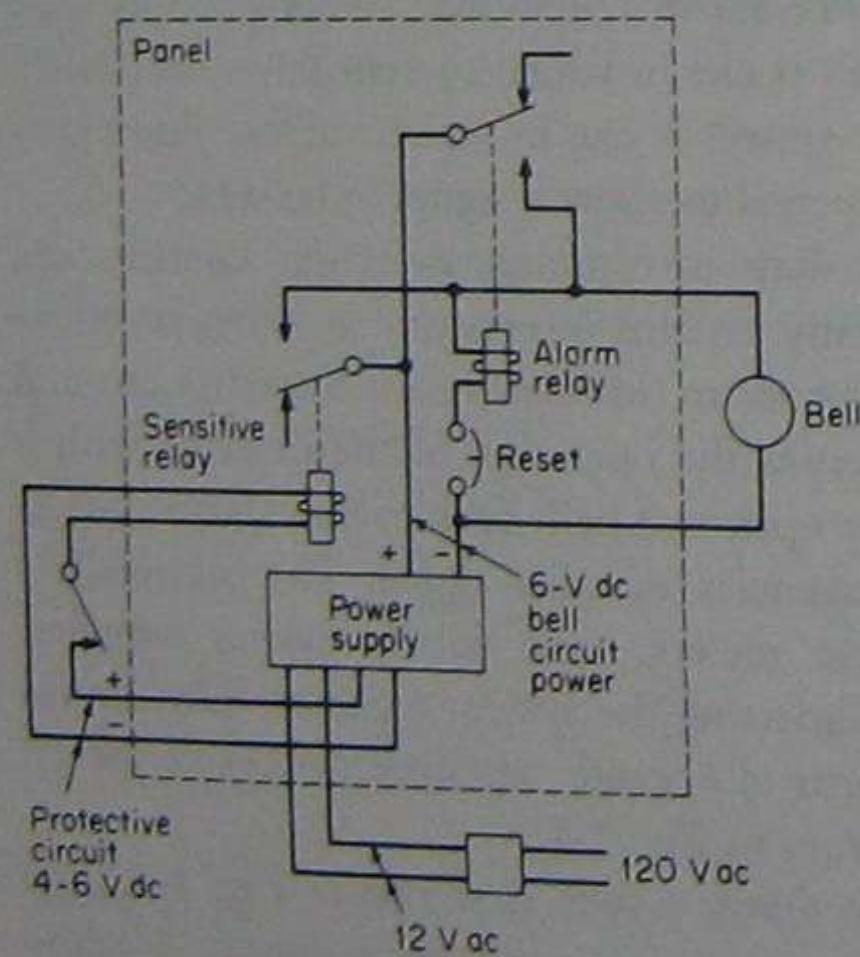 Panel
Alarm
relay
Bell
Sensitive
relay
Reset
+ -
Power
supply
6-V dc
bell
circuit
power
+
-
Protective
circuit
4-6 V dc
120 V ac
12 V ac